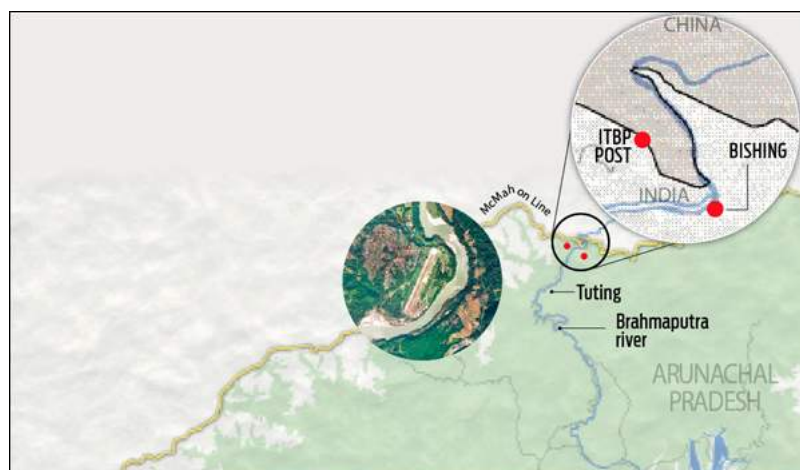 CHINA
ITBP
POST
BISHING
INDIA
McMah on Line
Tuting
Brahmaputra
river
ARUNACHAL
PRADESH